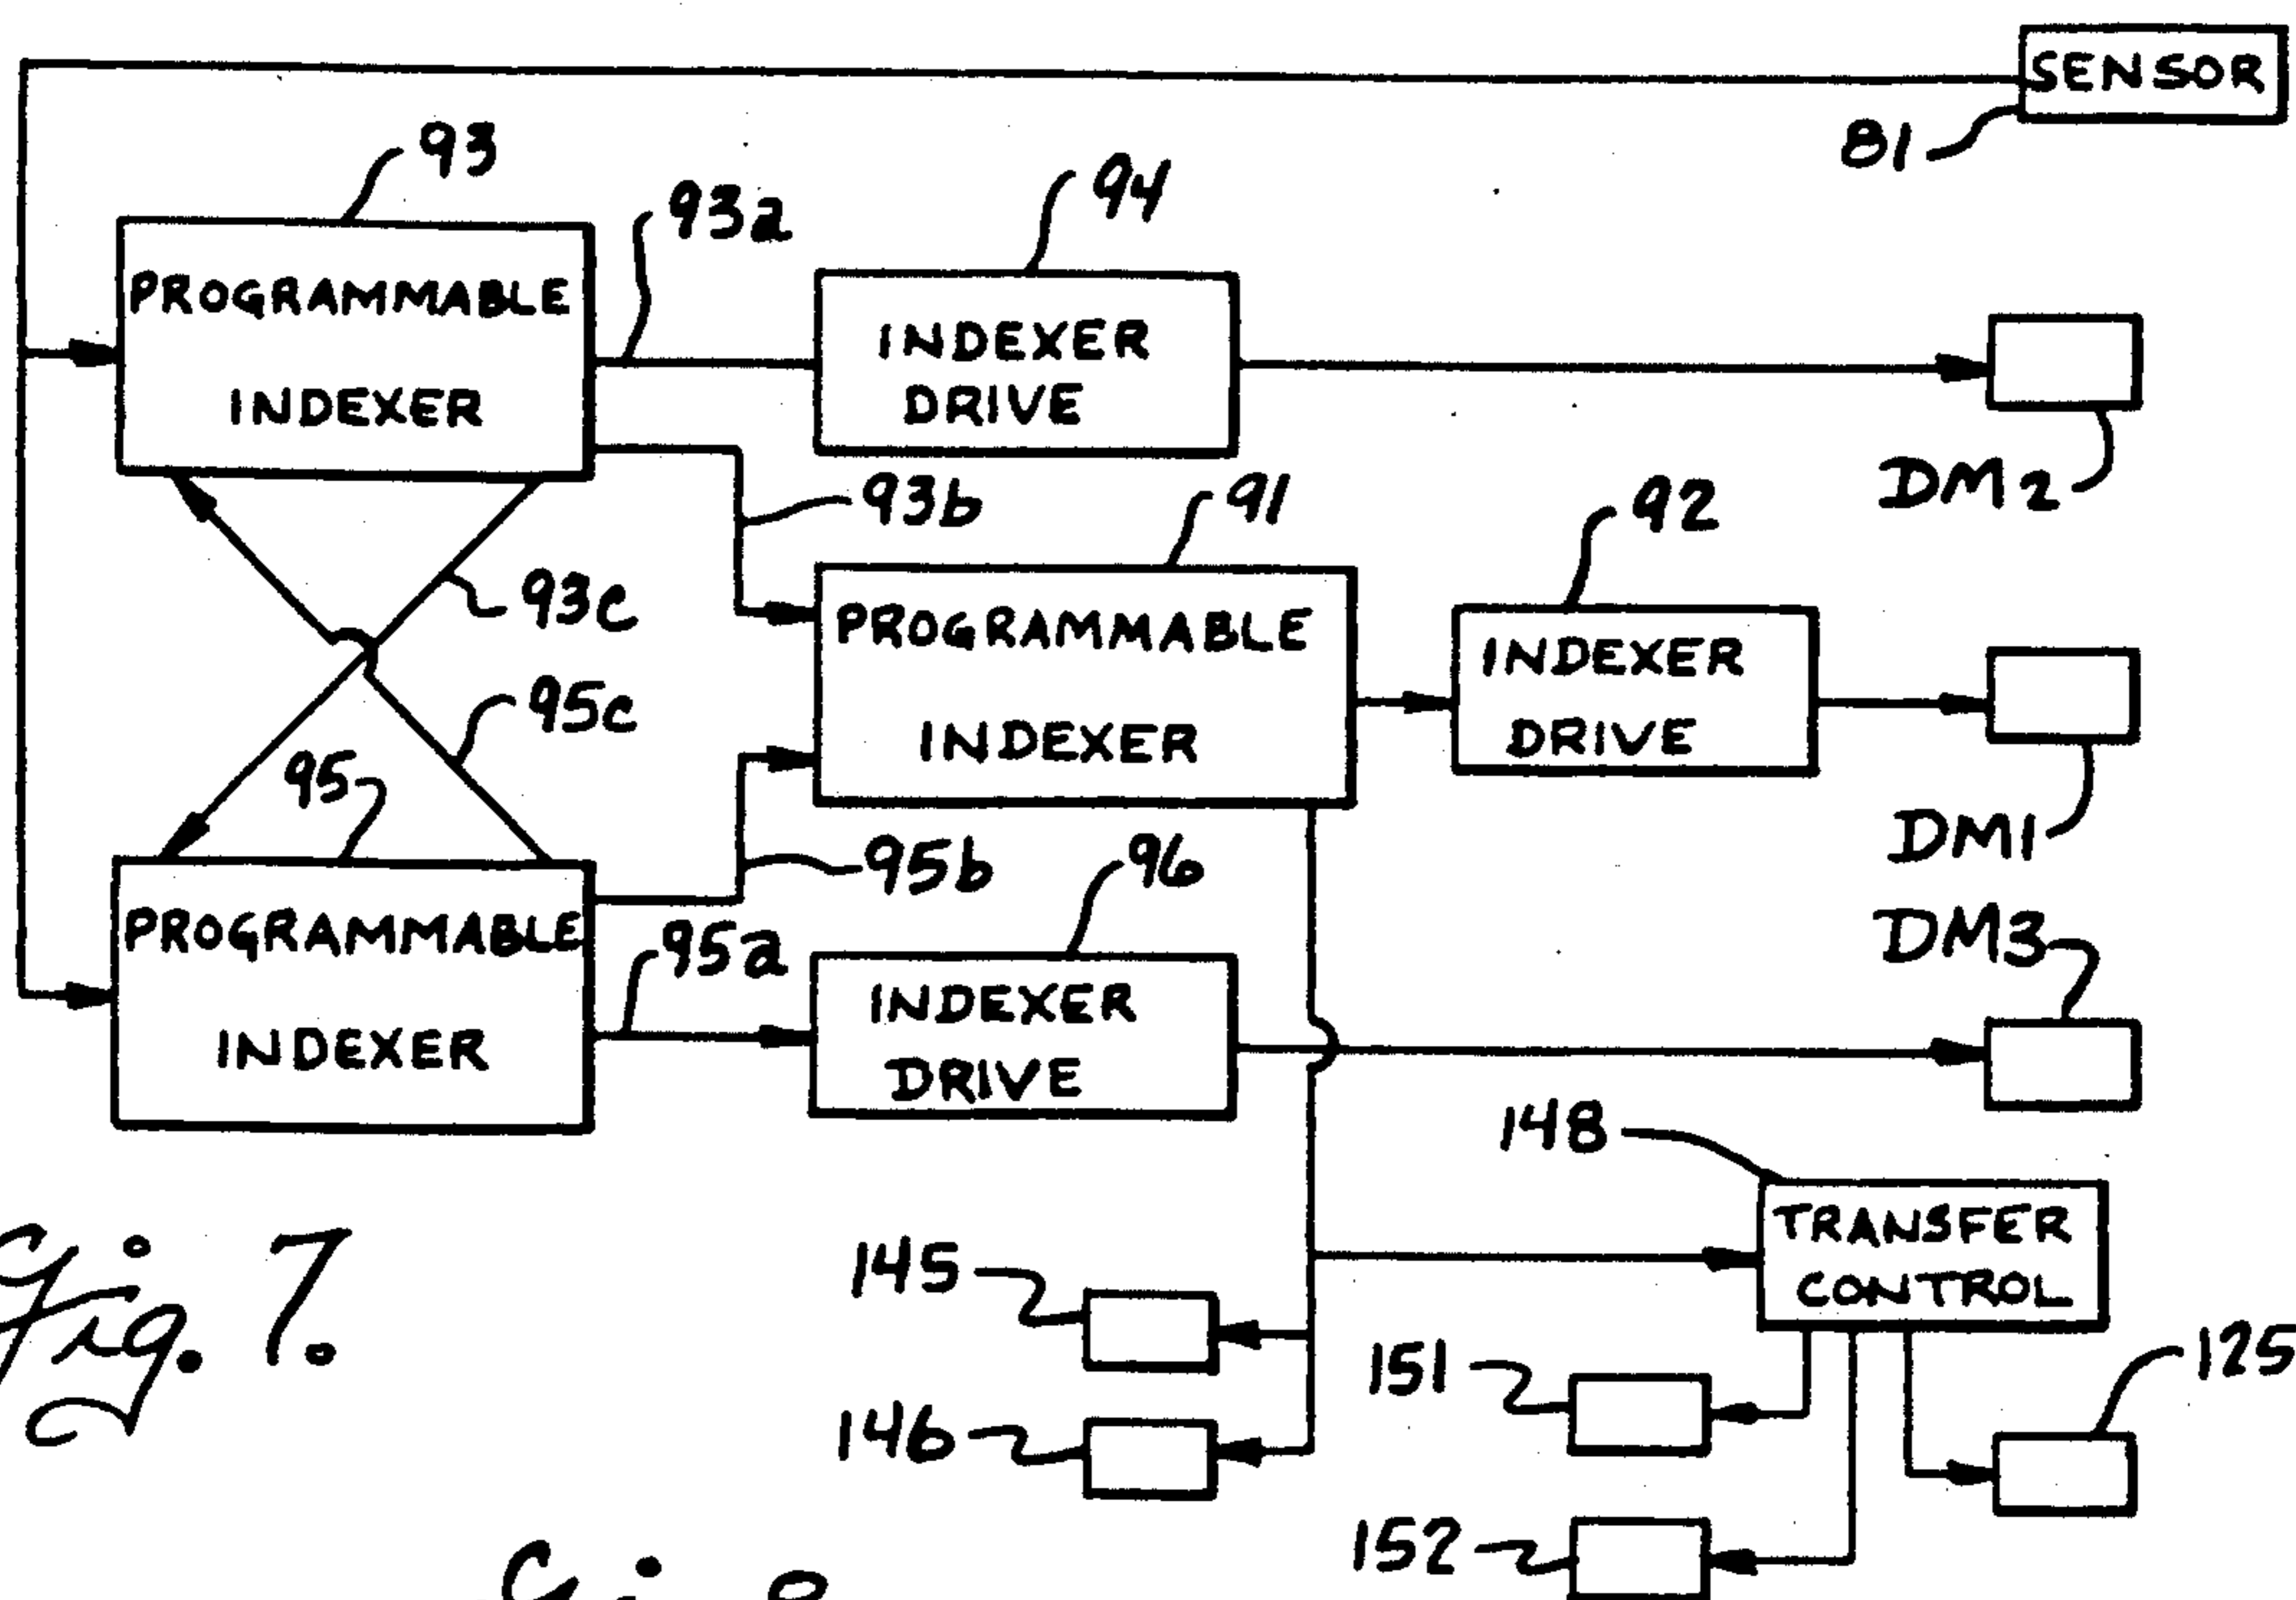 SENSOR
81
93
93a
94
PROGRAMMABLE
INDEXER
INDEXER
DRIVE
DM2
93b
91
92
93c
PROGRAMMABLE
INDEXER
INDEXER
DRIVE
95c
95
DM1
95b
96
DM3
PROGRAMMABLE
INDEXER
95a
INDEXER
DRIVE
148
TRANSFER
CONTROL
Fig. 7.
145
151
125
146
152